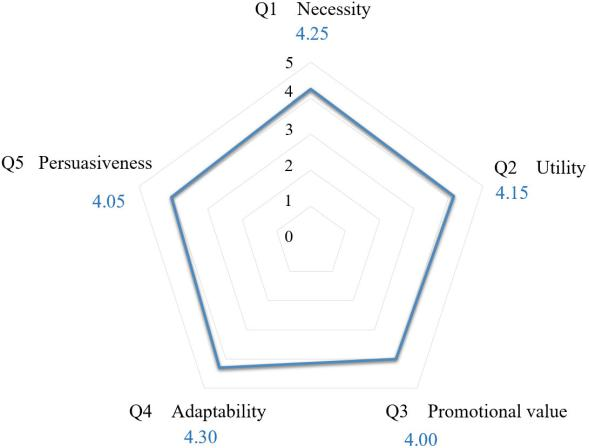 Q1 Necessity
4.25
5
4
3
2
1
0
Q2 Utility
4.15
Q5 Persuasiveness
4.05
Q4 Adaptability
4.30
Q3 Promotional value
4.00